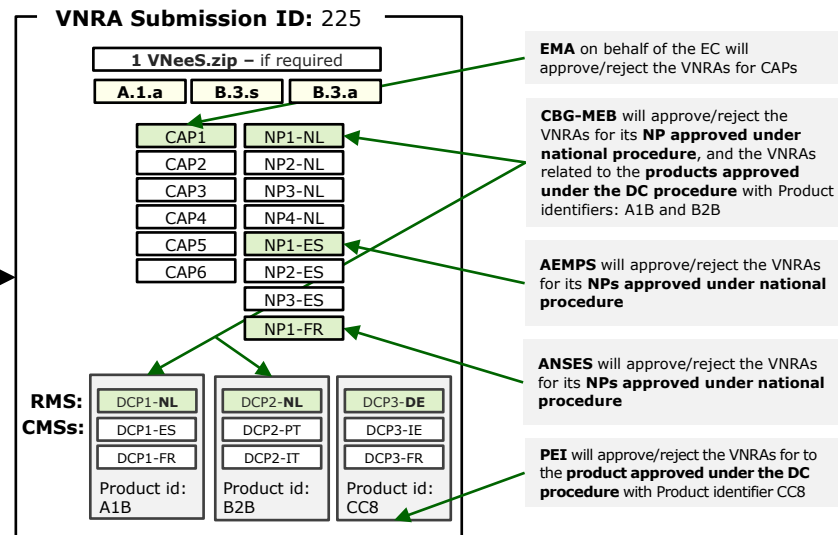 VNRA Submission ID: 225
1 VNeeS.zip – if required
A.1.a
B.3.s
B.3.a
CAP1
CAP2
CAP3
CAP4
CAP5
CAP6
NP1-NL
NP2-NL
NP3-NL
NP4-NL
NP1-ES
NP2-ES
NP3-ES
NP1-FR
RMS:
CMSs:
DCP1-NL
DCP1-ES
DCP1-FR
Product id:
A1B
DCP2-NL
DCP2-PT
DCP2-IT
Product id:
B2B
DCP3-DE
DCP3-IE
DCP3-FR
Product id:
CC8
EMA on behalf of the EC will
approve/reject the VNRAs for CAPs
CBG-MEB will approve/reject the
VNRAs for its NP approved under
national procedure, and the VNRAs
related to the products approved
under the DC procedure with Product
identifiers: A1B and B2B
AEMPS will approve/reject the VNRAs
for its NPs approved under national
procedure
ANSES will approve/reject the VNRAs
for its NPs approved under national
procedure
PEI will approve/reject the VNRAs for to
the product approved under the DC
procedure with Product identifier CC8